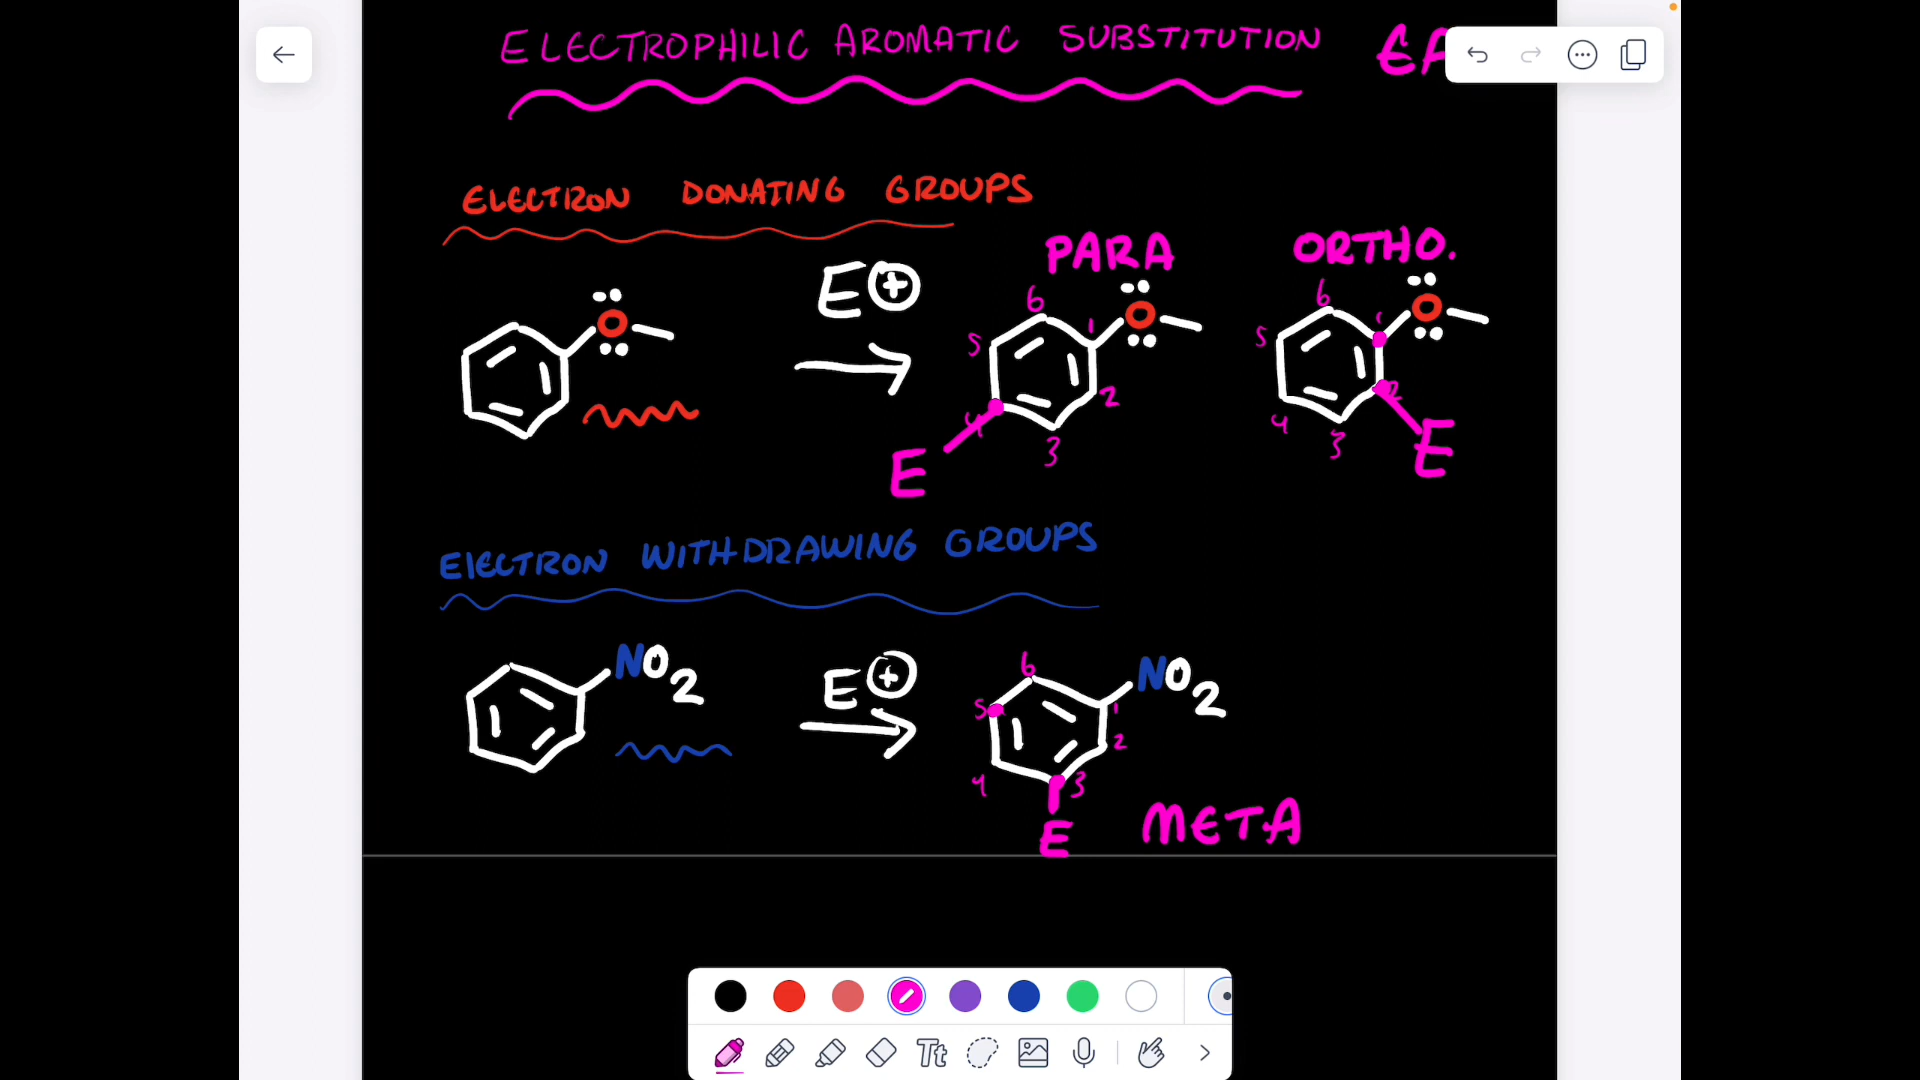 ELECTROPHILIC AROMATIC SUBSTITUTION EA
ELECTRON DONATING GROUPS
PARA ORTHO.
E+
O
6 1 O
5 2
4 3
E
6 1 O
5 2
4 3
E
ElECTRON WITHDRAWING GROUPS
NO2
E+
6 NO2
5 1
2
4 3
E META
Tt